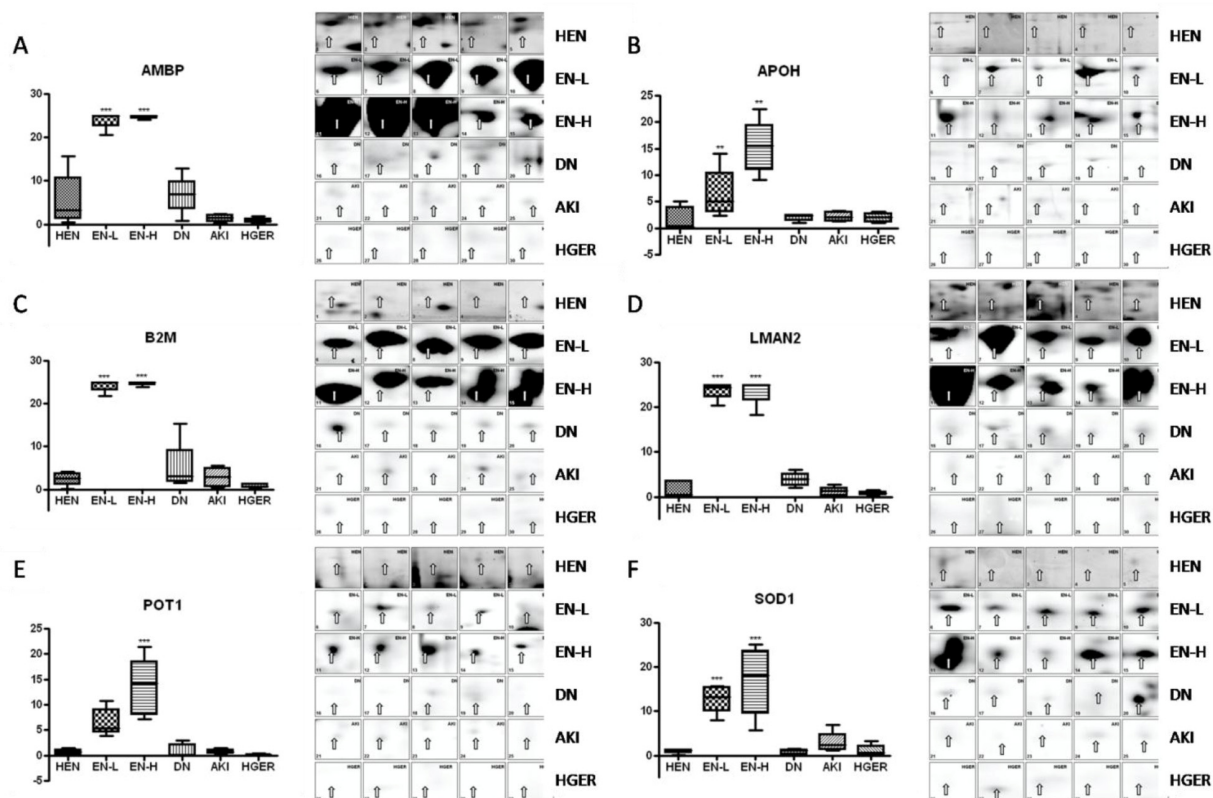 A
AMBP
30
20
10
0
*** ***
HEN EN-L EN-H DN AKI HGER
HEN
EN-L
EN-H
DN
AKI
HGER
B
APOH
25
20
15
10
5
0
-5
** **
HEN EN-L EN-H DN AKI HGER
HEN
EN-L
EN-H
DN
AKI
HGER
C
B2M
30
20
10
0
*** ***
HEN EN-L EN-H DN AKI HGER
HEN
EN-L
EN-H
DN
AKI
HGER
D
LMAN2
30
20
10
0
*** ***
HEN EN-L EN-H DN AKI HGER
HEN
EN-L
EN-H
DN
AKI
HGER
E
POT1
25
20
15
10
5
0
-5
***
HEN EN-L EN-H DN AKI HGER
HEN
EN-L
EN-H
DN
AKI
HGER
F
SOD1
30
20
10
0
*** ***
HEN EN-L EN-H DN AKI HGER
HEN
EN-L
EN-H
DN
AKI
HGER